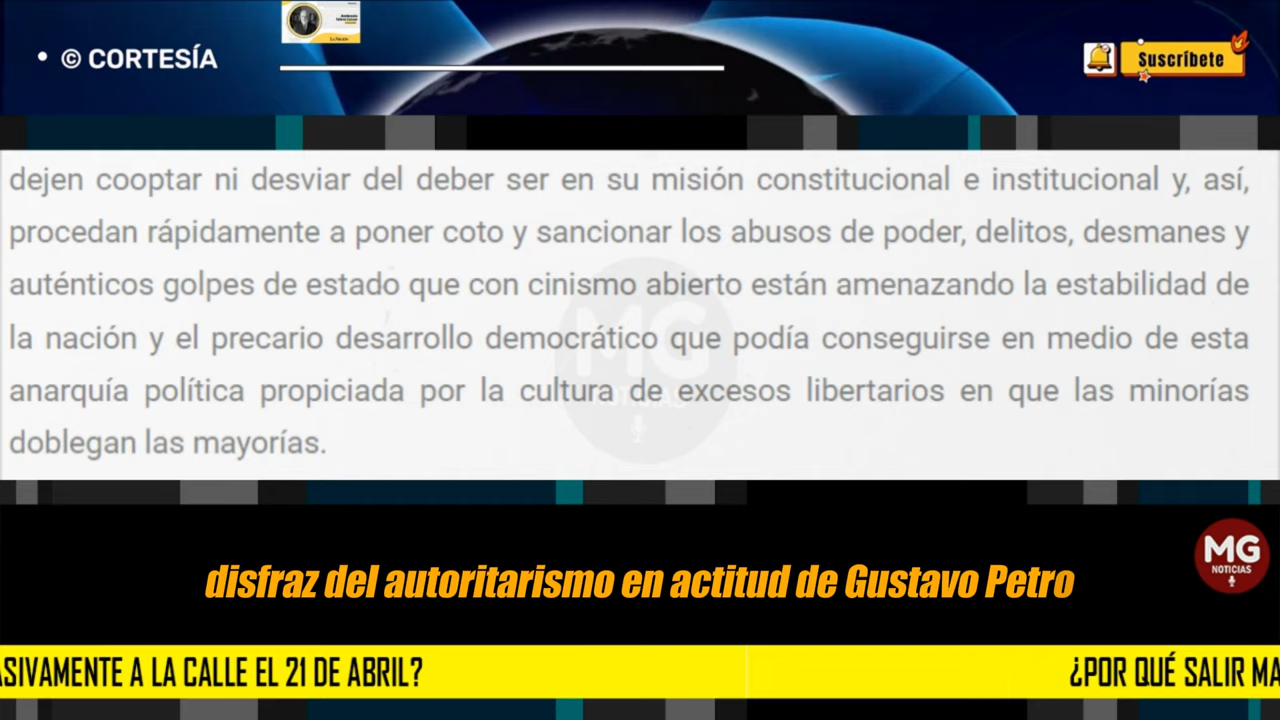 • © CORTESÍA
Suscríbete
dejen cooptar ni desviar del deber ser en su misión constitucional e institucional y, así,
procedan rápidamente a poner coto y sancionar los abusos de poder, delitos, desmanes y
auténticos golpes de estado que con cinismo abierto están amenazando la estabilidad de
la nación y el precario desarrollo democrático que podía conseguirse en medio de esta
anarquía política propiciada por la cultura de excesos libertarios en que las minorías
doblegan las mayorías.
MG
NOTICIAS
disfraz del autoritarismo en actitud de Gustavo Petro
MG
NOTICIAS
ASIVAMENTE A LA CALLE EL 21 DE ABRIL?
¿POR QUÉ SALIR MA